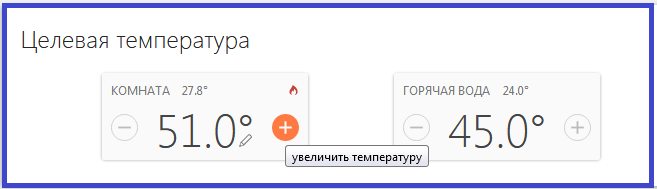 Целевая температура
КОМНАТА 27.8°
51.0°
увеличить температуру
ГОРЯЧАЯ ВОДА 24.0°
45.0°